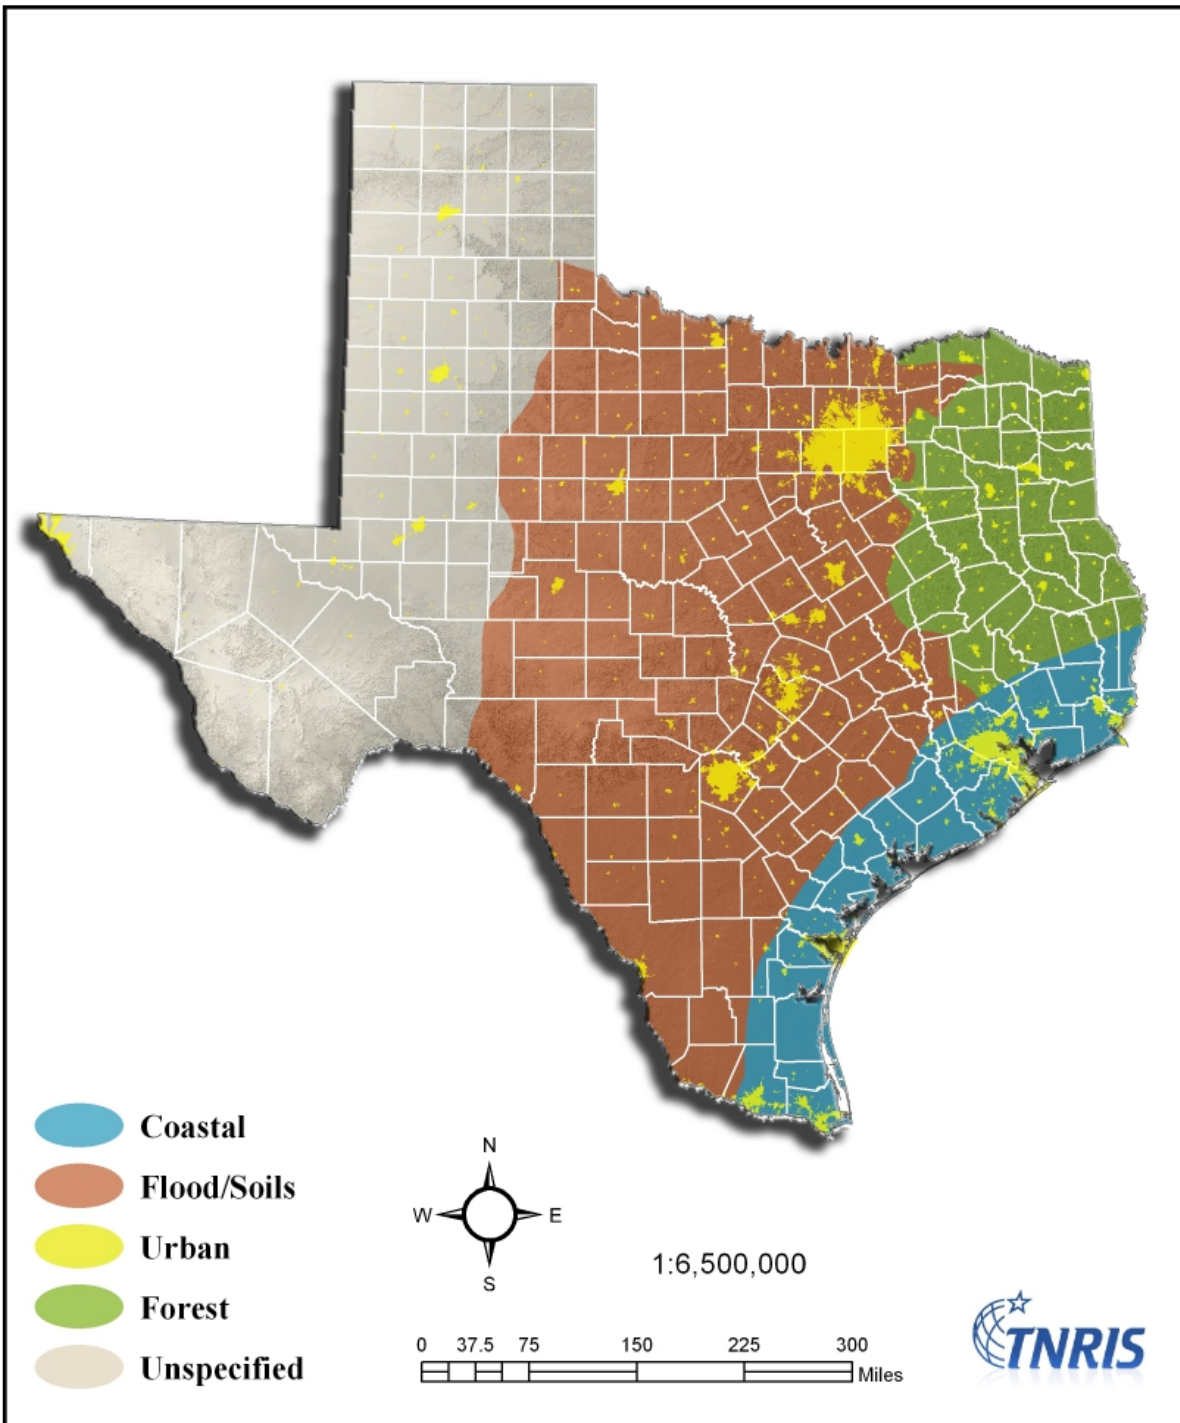 Coastal
Flood/Soils
Urban
Forest
Unspecified
N
W E
S
1:6,500,000
0 37.5 75 150 225 300
Miles
TNRIS